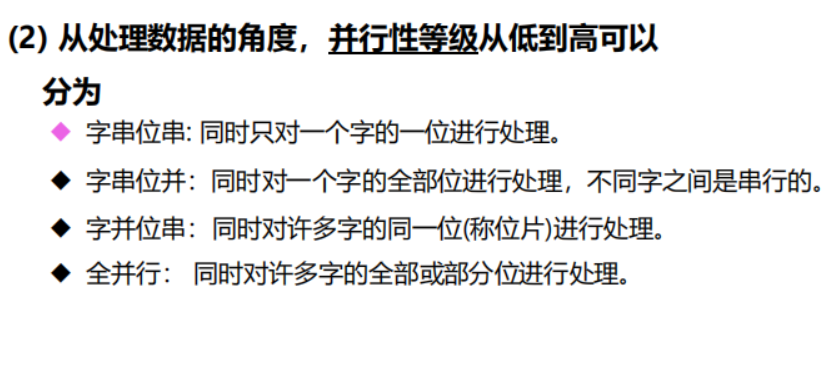 (2) 从处理数据的角度，并行性等级从低到高可以
分为
◆ 字串位串: 同时只对一个字的一位进行处理。
◆ 字串位并：同时对一个字的全部位进行处理，不同字之间是串行的。
◆ 字并位串：同时对许多字的同一位(称位片)进行处理。
◆ 全并行： 同时对许多字的全部或部分位进行处理。